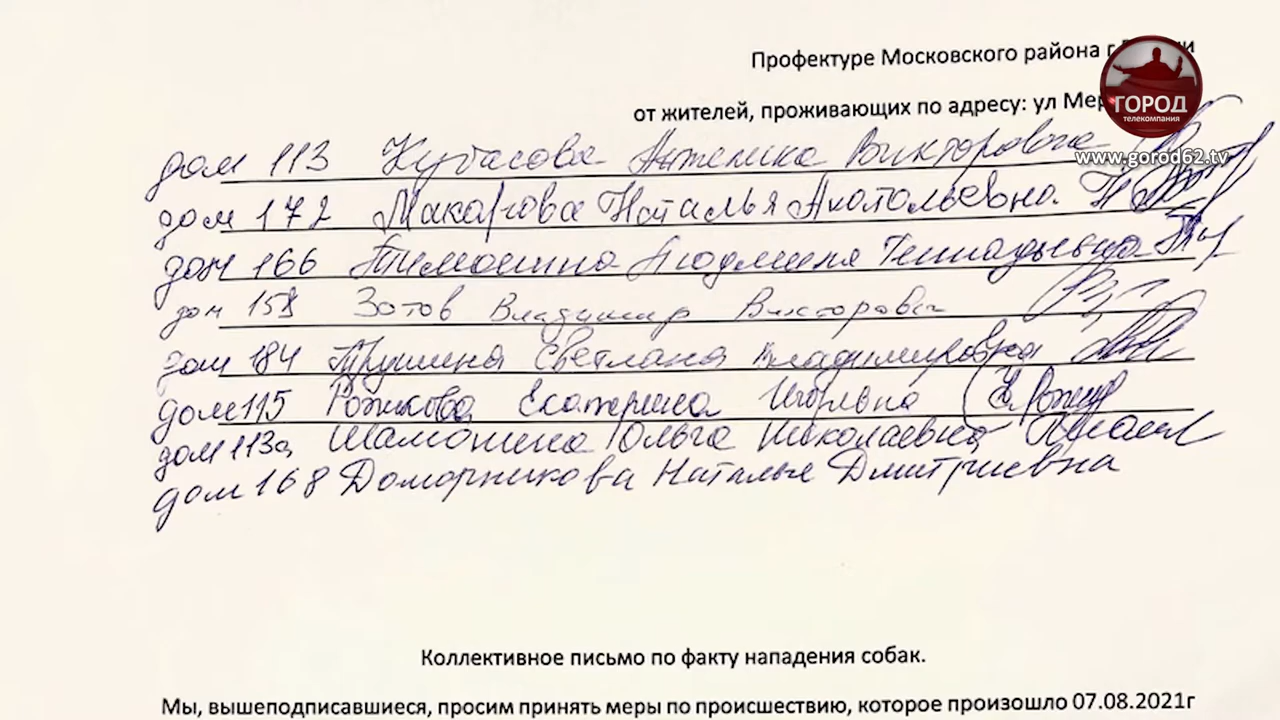 Профектуре Московского района г.
от жителей, проживающих по адресу: ул
ГОРОД
телекомпания
www.gorod62.tv
дом 113 Кубасова Анжелика Викторовна
дом 172 Макарова Наталья Анатольевна
дом 166 Тимошина Людмила Геннадьевна
дом 158 Зотов Владимир Викторович
дом 184 Трушина Светлана Владимировна
дом 115 Рожкова Екатерина Игоревна
дом 113а Шамонина Ольга Николаевна
дом 168 Доморникова Наталья Дмитриевна
Коллективное письмо по факту нападения собак.
Мы, вышеподписавшиеся, просим принять меры по происшествию, которое произошло 07.08.2021г